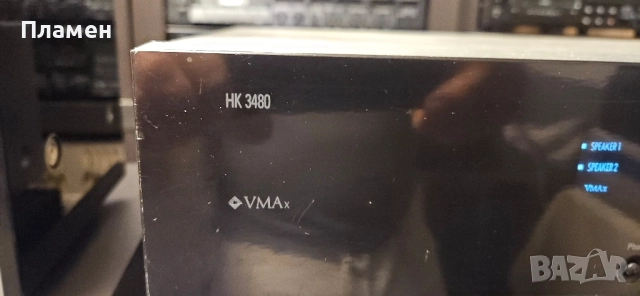 Пламен
HK 3480
SPEAKER 1
SPEAKER 2
VMAx
VMAx
BAZAR